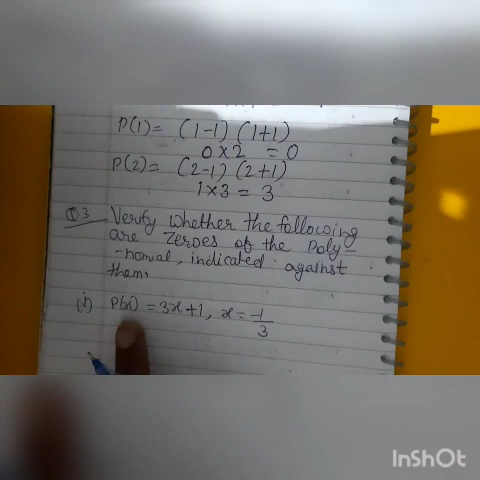 P(1) = (1-1) (1+1)
0 × 2 = 0
P(2) = (2-1) (2+1)
1 × 3 = 3
Q3 Verify whether the following
are zeroes of the Poly-
-nomial, indicated against
them.
(i) P(x) = 3x + 1, x = -1/3
InShOt